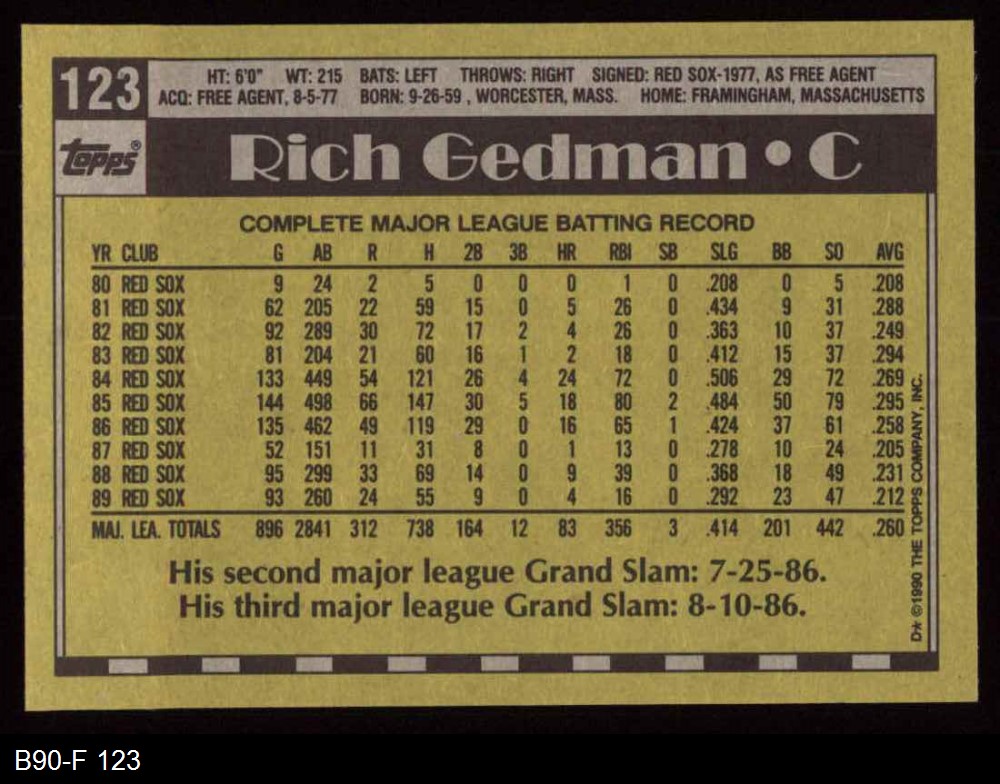 123
HT: 6'0" WT: 215 BATS: LEFT THROWS: RIGHT SIGNED: RED SOX-1977, AS FREE AGENT
ACQ: FREE AGENT, 8-5-77 BORN: 9-26-59 , WORCESTER, MASS. HOME: FRAMINGHAM, MASSACHUSETTS
topps® Rich Gedman • C
COMPLETE MAJOR LEAGUE BATTING RECORD
YR CLUB G AB R H 2B 3B HR RBI SB SLG BB SO AVG
80 RED SOX 9 24 2 5 0 0 0 1 0 .208 0 5 .208
81 RED SOX 62 205 22 59 15 0 5 26 0 .434 9 31 .288
82 RED SOX 92 289 30 72 17 2 4 26 0 .363 10 37 .249
83 RED SOX 81 204 21 60 16 1 2 18 0 .412 15 37 .294
84 RED SOX 133 449 54 121 26 4 24 72 0 .506 29 72 .269
85 RED SOX 144 498 66 147 30 5 18 80 2 .484 50 79 .295
86 RED SOX 135 462 49 119 29 0 16 65 1 .424 37 61 .258
87 RED SOX 52 151 11 31 8 0 1 13 0 .278 10 24 .205
88 RED SOX 95 299 33 69 14 0 9 39 0 .368 18 49 .231
89 RED SOX 93 260 24 55 9 0 4 16 0 .292 23 47 .212
MAJ. LEA. TOTALS 896 2841 312 738 164 12 83 356 3 .414 201 442 .260
His second major league Grand Slam: 7-25-86.
His third major league Grand Slam: 8-10-86.
D* ©1990 THE TOPPS COMPANY, INC.
B90-F 123